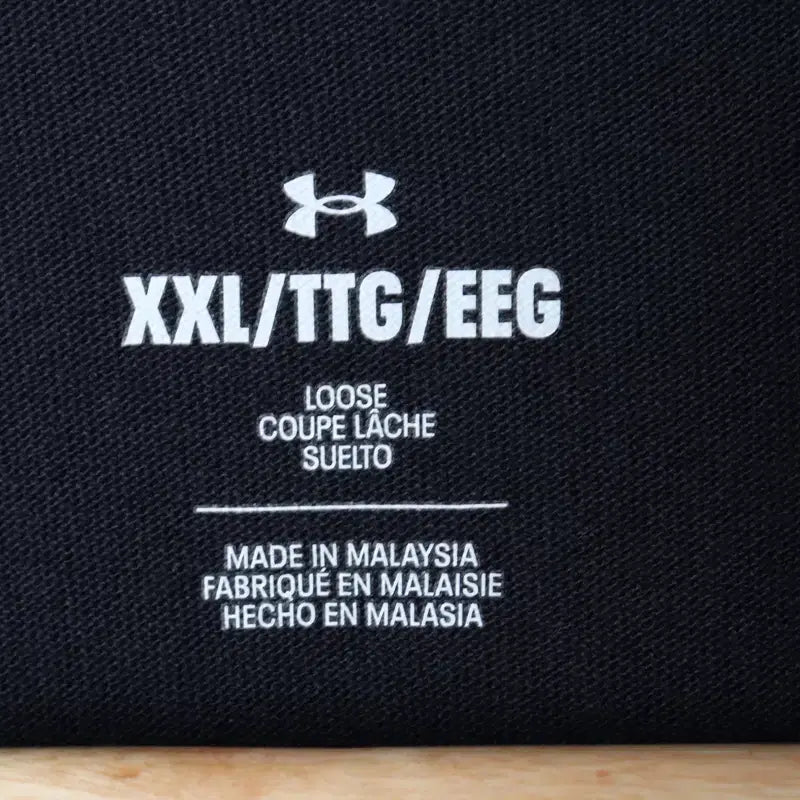 XXL/TTG/EEG
LOOSE
COUPE LÂCHE
SUELTO
MADE IN MALAYSIA
FABRIQUÉ EN MALAISIE
HECHO EN MALASIA